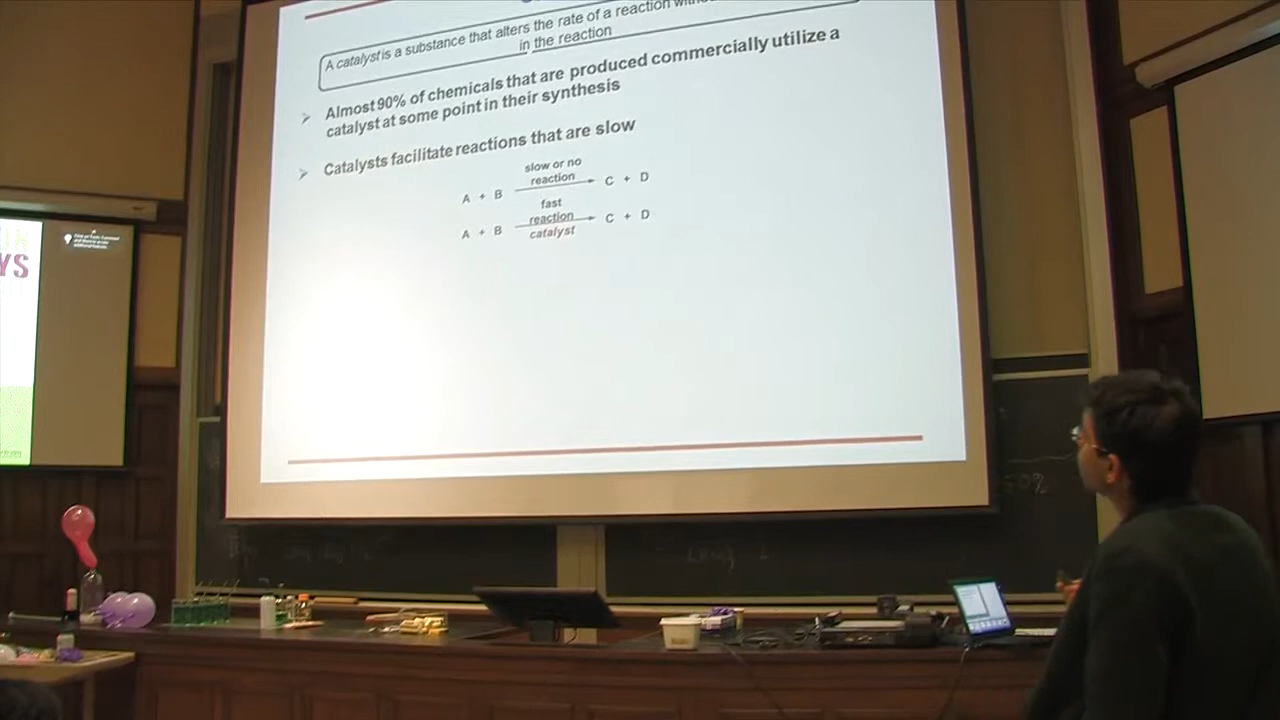 A catalyst is a substance that alters the rate of a reaction
in the reaction
Almost 90% of chemicals that are produced commercially utilize a
catalyst at some point in their synthesis
Catalysts facilitate reactions that are slow
slow or no
reaction
A + B C + D
fast
reaction
A + B C + D
catalyst
YS
50%